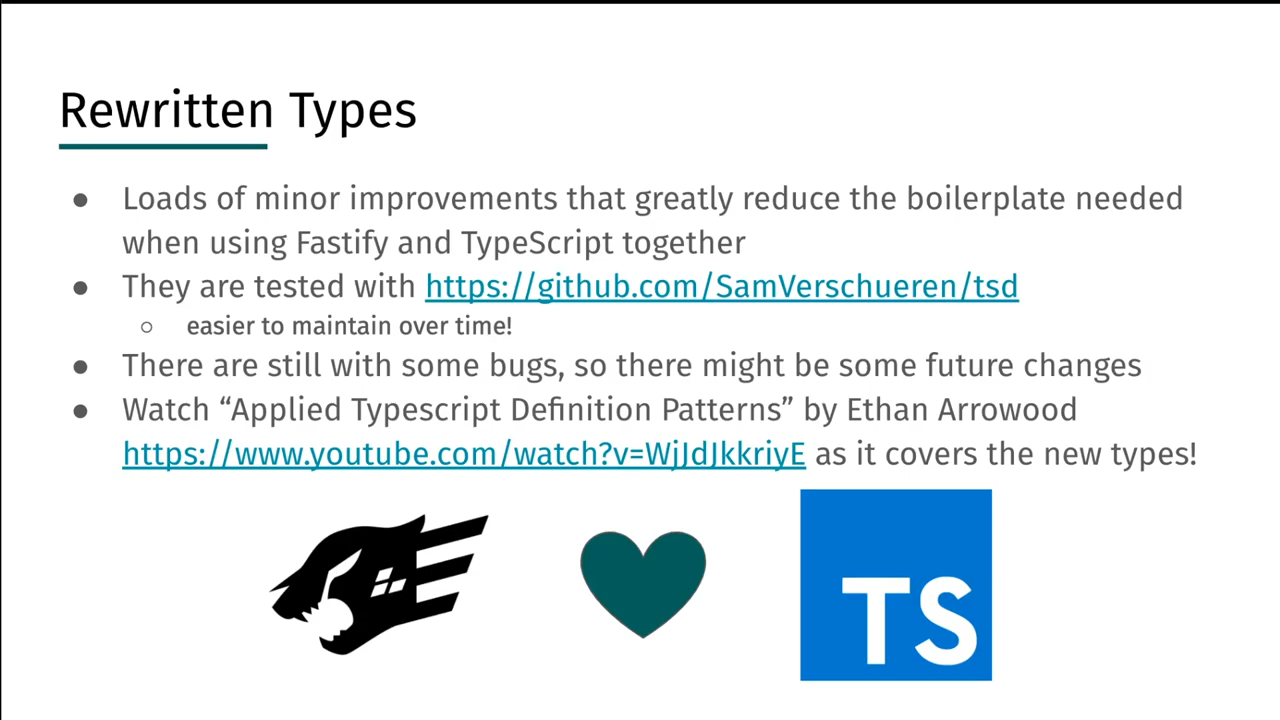 Rewritten Types
● Loads of minor improvements that greatly reduce the boilerplate needed
when using Fastify and TypeScript together
● They are tested with https://github.com/SamVerschueren/tsd
○ easier to maintain over time!
● There are still with some bugs, so there might be some future changes
● Watch “Applied Typescript Definition Patterns” by Ethan Arrowood
https://www.youtube.com/watch?v=WjJdJkkriyE as it covers the new types!
TS